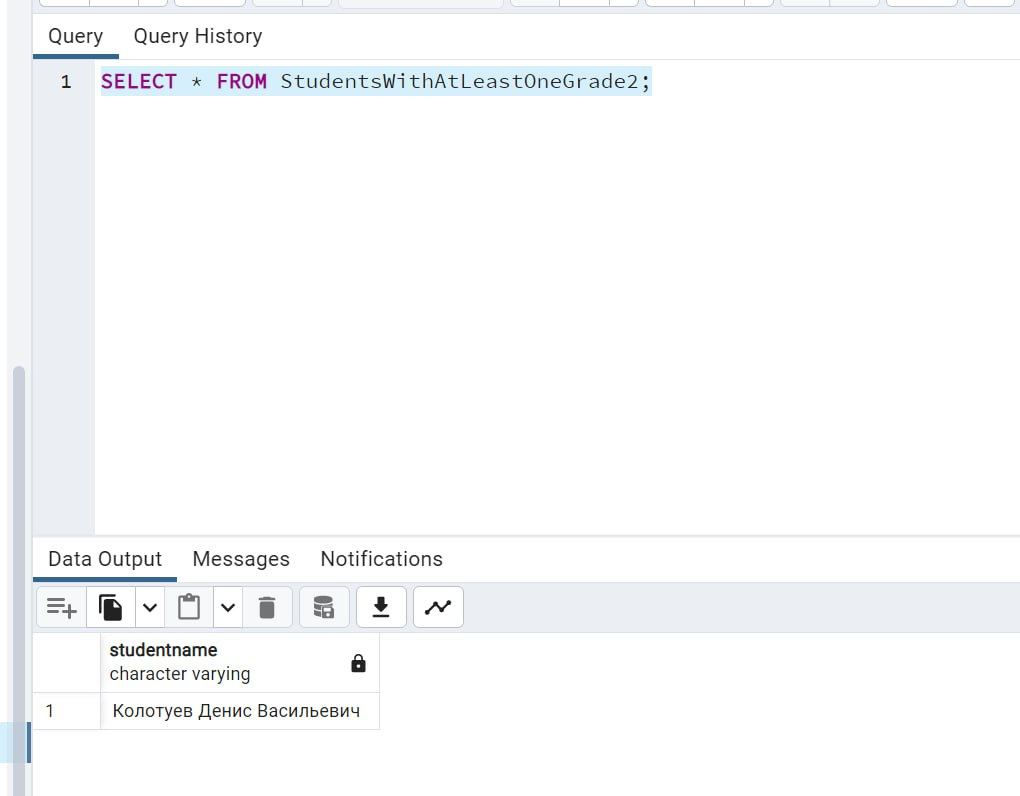 Query Query History
1 SELECT * FROM StudentsWithAtLeastOneGrade2;
Data Output Messages Notifications
studentname
character varying
1 Колотуев Денис Васильевич